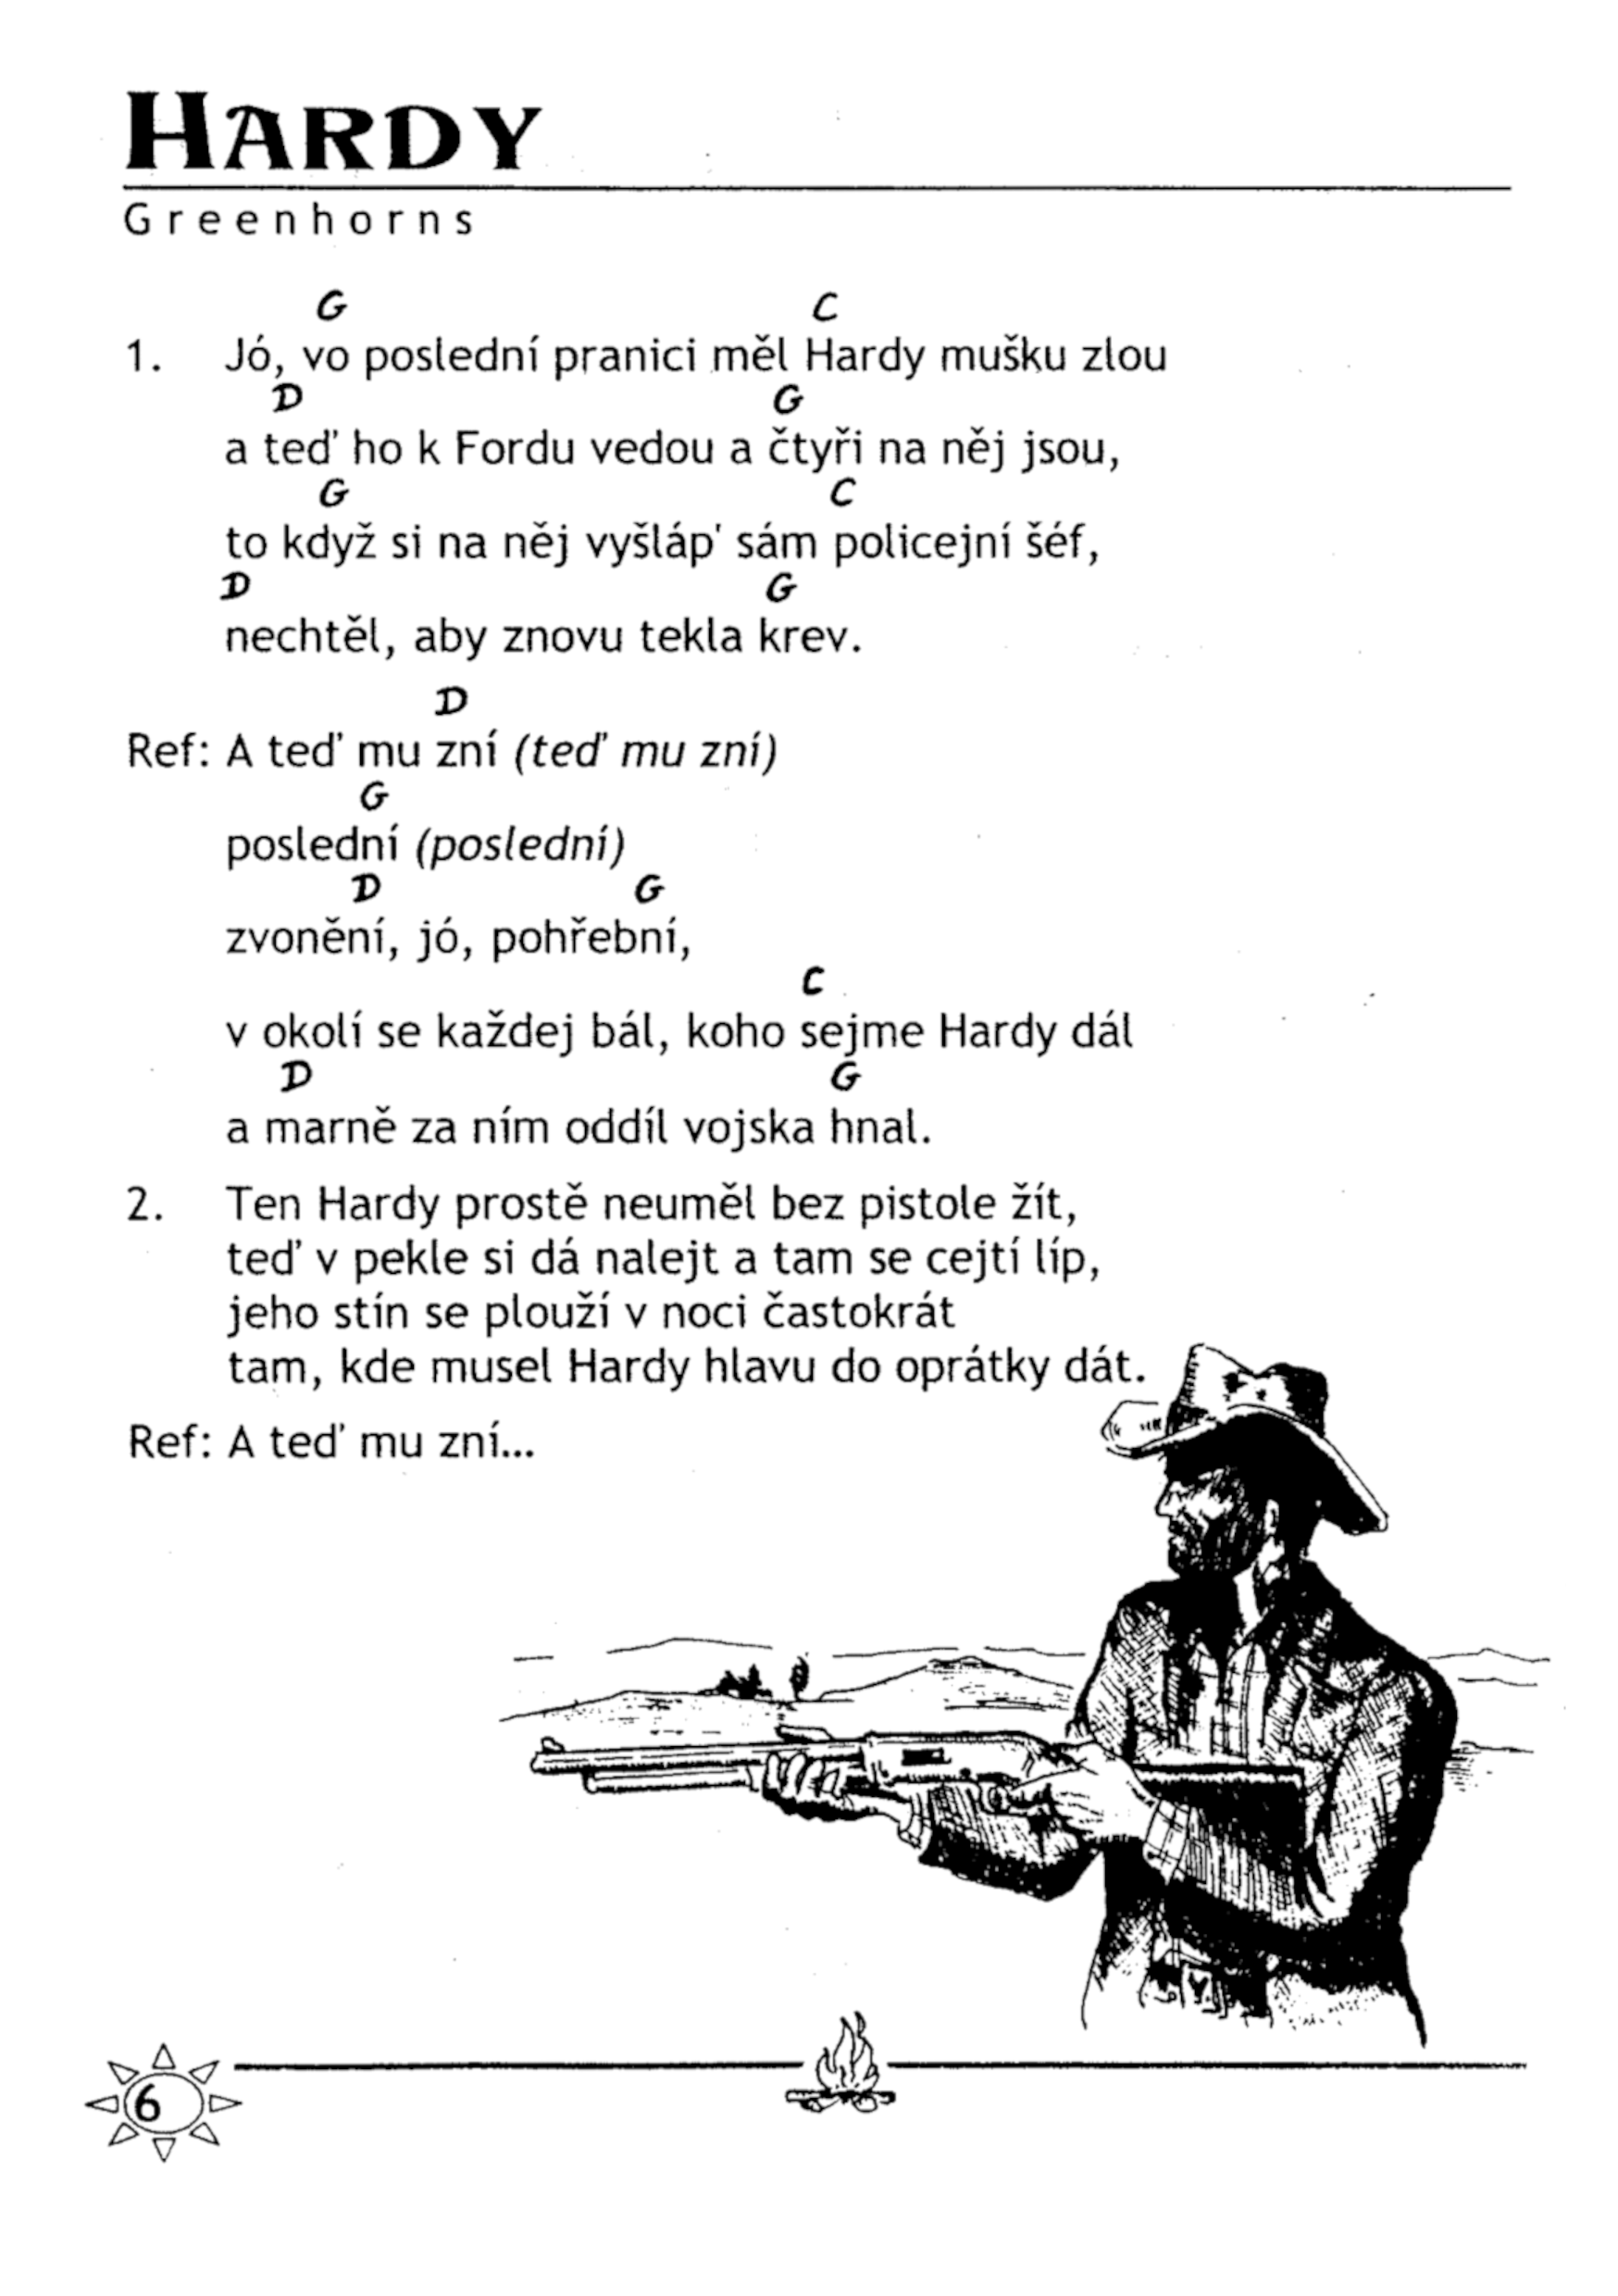 HARDY
Greenhorns
G C
1. Jó, vo poslední pranici měl Hardy mušku zlou
D G
a teď ho k Fordu vedou a čtyři na něj jsou,
G C
to když si na něj vyšláp' sám policejní šéf,
D G
nechtěl, aby znovu tekla krev.
D
Ref: A teď mu zní (teď mu zní)
G
poslední (poslední)
D G
zvonění, jó, pohřební,
C
v okolí se každej bál, koho sejme Hardy dál
D G
a marně za ním oddíl vojska hnal.
2. Ten Hardy prostě neuměl bez pistole žít,
teď v pekle si dá nalejt a tam se cejtí líp,
jeho stín se plouží v noci častokrát
tam, kde musel Hardy hlavu do oprátky dát.
Ref: A teď mu zní...
6